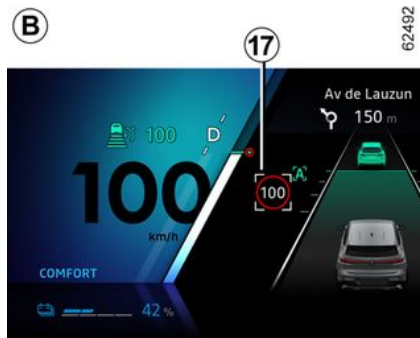 B
17
62492
Av de Lauzun
150 m
100
D
100
km/h
100
A
COMFORT
42 %